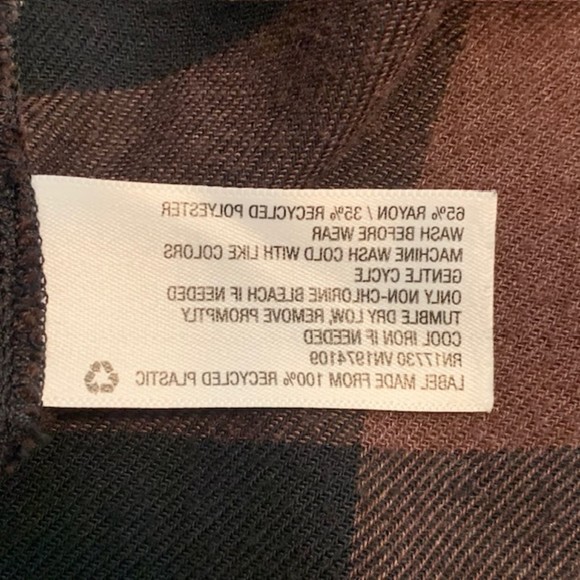 65% RAYON / 35% RECYCLED POLYESTER
WASH BEFORE WEAR
MACHINE WASH COLD WITH LIKE COLORS
GENTLE CYCLE
ONLY NON-CHLORINE BLEACH IF NEEDED
TUMBLE DRY LOW, REMOVE PROMPTLY
COOL IRON IF NEEDED
RN17730 VN1974109
LABEL MADE FROM 100% RECYCLED PLASTIC